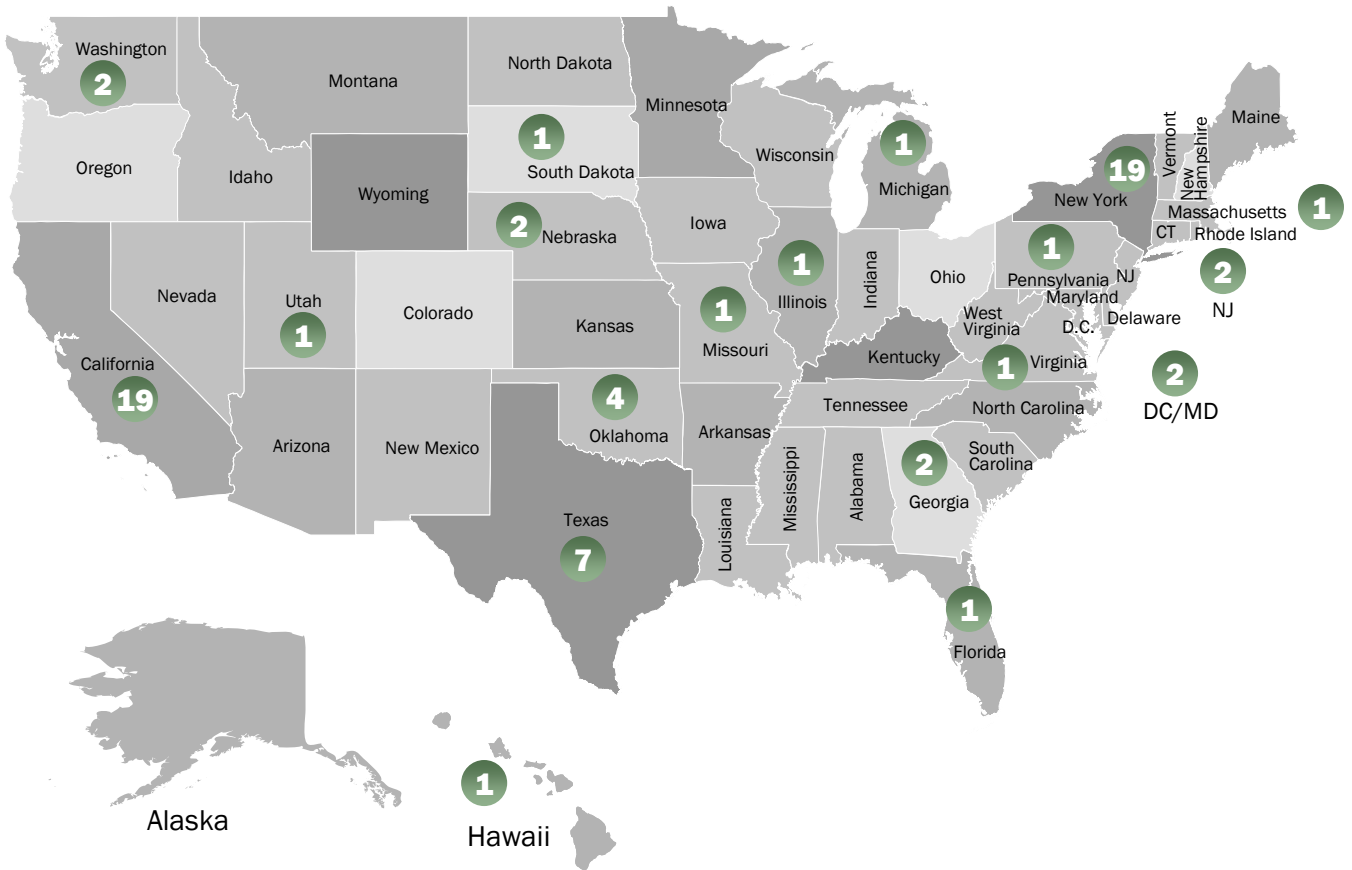 Washington
2
Montana
North Dakota
Minnesota
Oregon
Idaho
Wyoming
1
South Dakota
Wisconsin
1
Michigan
19
New York
Vermont
New
Hampshire
Maine
Massachusetts
1
CT
Rhode Island
2
Nebraska
Iowa
1
Pennsylvania
NJ
2
NJ
Nevada
Utah
1
Colorado
Kansas
1
Missouri
1
Illinois
Indiana
Ohio
West
Virginia
Maryland
D.C.
Delaware
1
Virginia
2
DC/MD
California
19
Kentucky
Arizona
New Mexico
4
Oklahoma
Arkansas
Tennessee
North Carolina
South
Carolina
2
Georgia
Alabama
Mississippi
Louisiana
Texas
7
1
Florida
Alaska
1
Hawaii